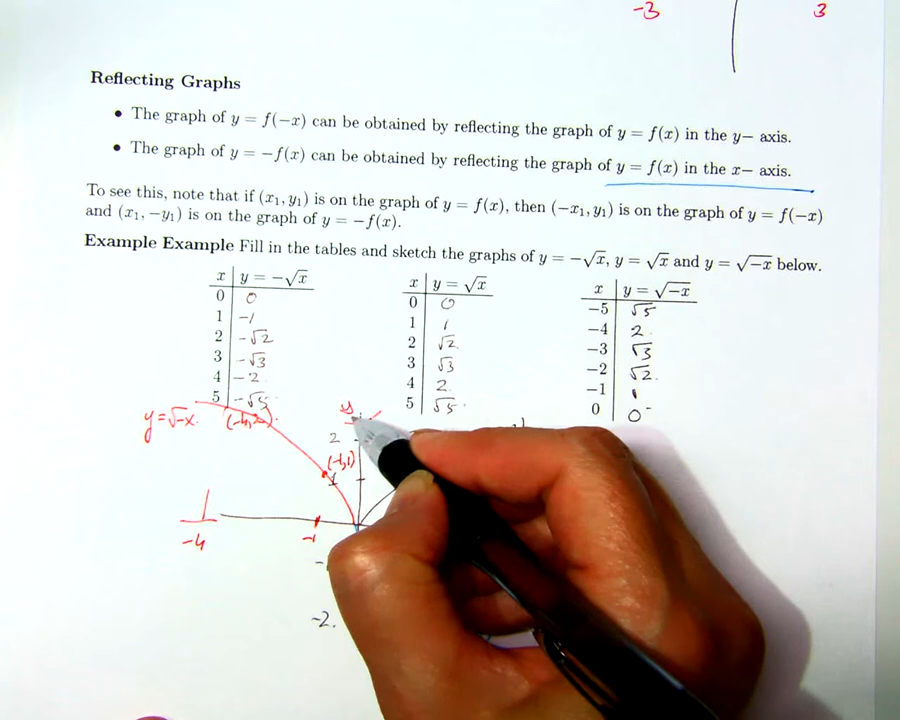 -3 3
Reflecting Graphs
• The graph of y = f(−x) can be obtained by reflecting the graph of y = f(x) in the y− axis.
• The graph of y = −f(x) can be obtained by reflecting the graph of y = f(x) in the x− axis.
To see this, note that if (x₁, y₁) is on the graph of y = f(x), then (−x₁, y₁) is on the graph of y = f(−x)
and (x₁, −y₁) is on the graph of y = −f(x).
Example Example Fill in the tables and sketch the graphs of y = −√x, y = √x and y = √−x below.
x y = −√x
0 0
1 -1
2 -√2
3 -√3
4 -2
5 -√5
x y = √x
0 0
1 1
2 √2
3 √3
4 2
5 √5
x y = √−x
−5 √5
−4 2
−3 √3
−2 √2
−1 1
0 0
y = √-x
y
2
(-1,1)
1
-4
-1
-2